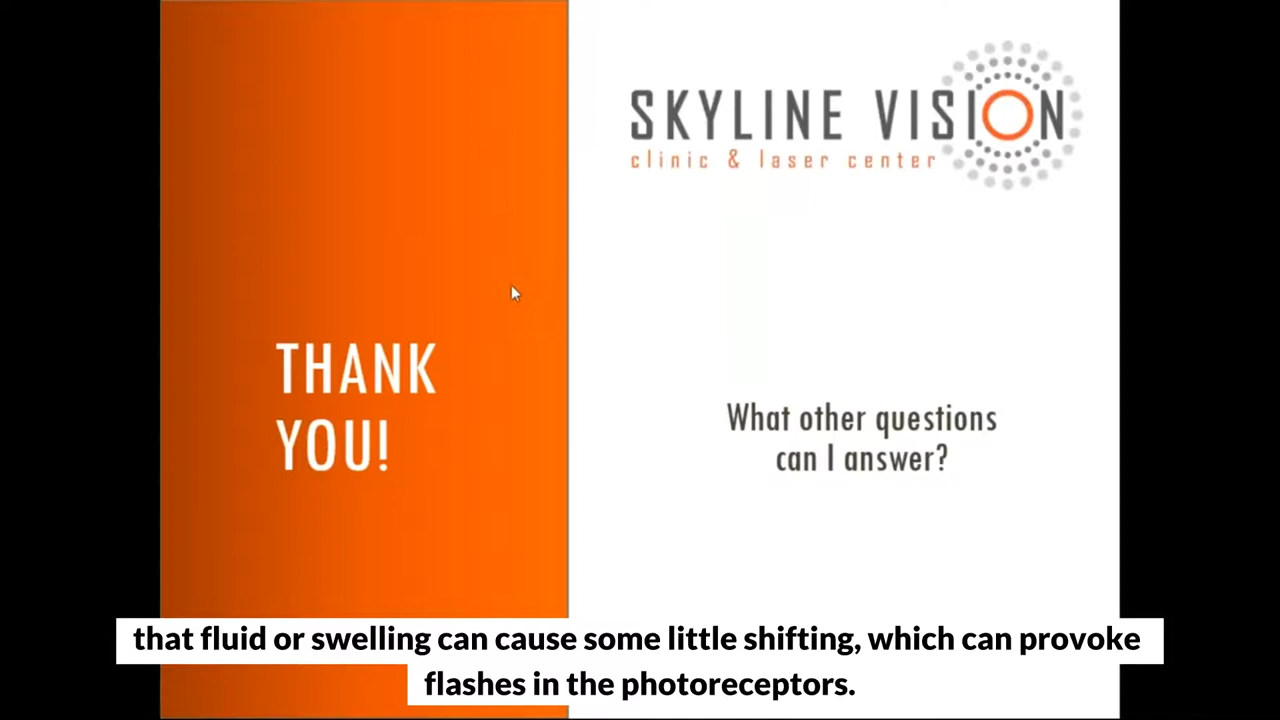 SKYLINE VISION
clinic & laser center
THANK
YOU!
What other questions
can I answer?
that fluid or swelling can cause some little shifting, which can provoke
flashes in the photoreceptors.